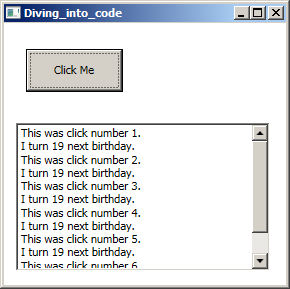 Diving_into_code
Click Me
This was click number 1.
I turn 19 next birthday.
This was click number 2.
I turn 19 next birthday.
This was click number 3.
I turn 19 next birthday.
This was click number 4.
I turn 19 next birthday.
This was click number 5.
I turn 19 next birthday.
This was click number 6.